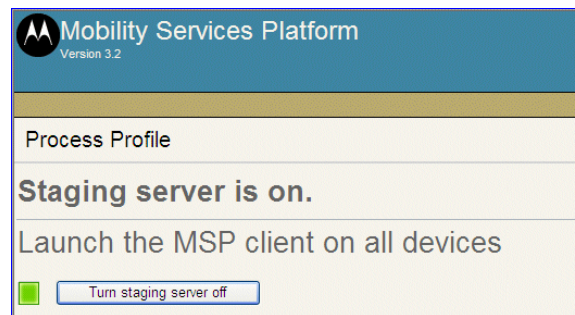 Mobility Services Platform
Version 3.2
Process Profile
Staging server is on.
Launch the MSP client on all devices
Turn staging server off